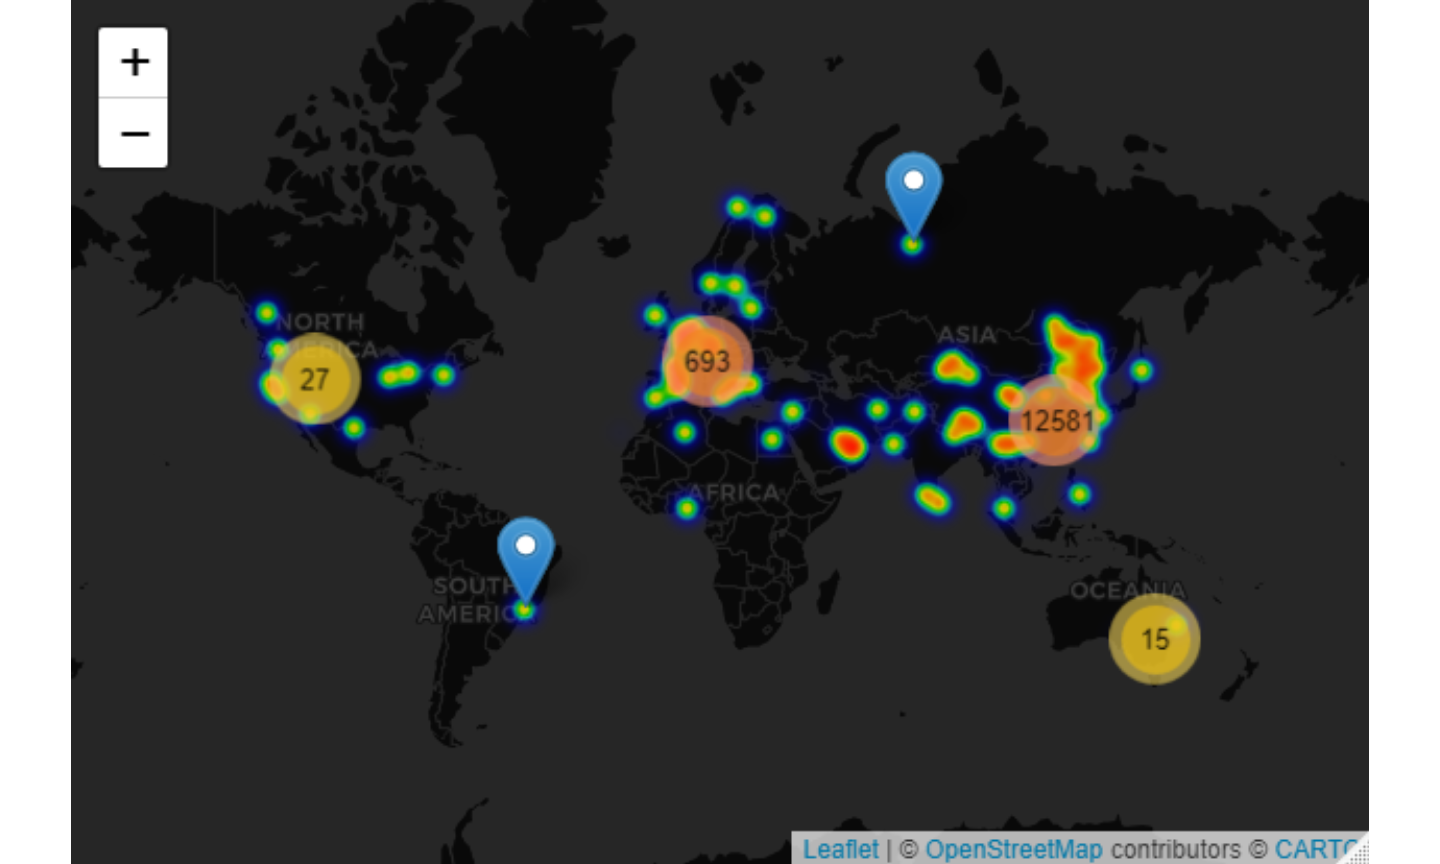 +
−
NORTH
AMERICA
27
693
ASIA
12581
AFRICA
SOUTH
AMERICA
OCEANIA
15
Leaflet | © OpenStreetMap contributors © CARTO